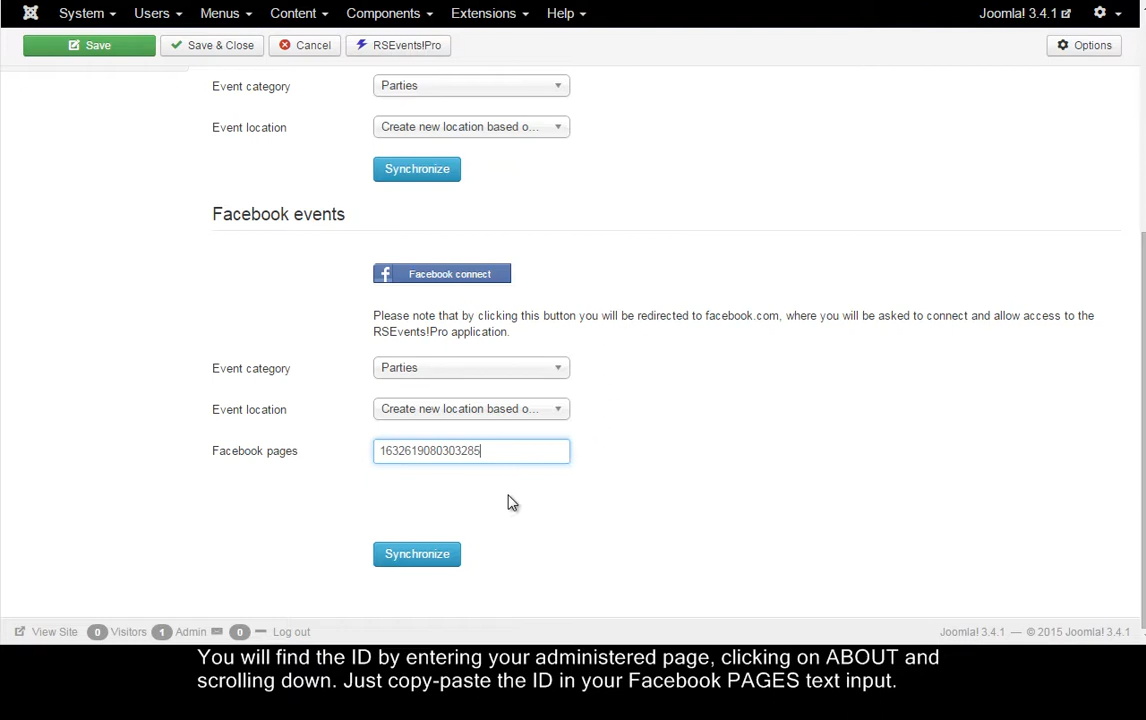 System Users Menus Content Components Extensions Help Joomla! 3.4.1
Save Save & Close Cancel RSEvents!Pro Options
Event category Parties
Event location Create new location based o...
Synchronize
Facebook events
f Facebook connect
Please note that by clicking this button you will be redirected to facebook.com, where you will be asked to connect and allow access to the
RSEvents!Pro application.
Event category Parties
Event location Create new location based o...
Facebook pages 1632619080303285
Synchronize
View Site 0 Visitors 1 Admin 0 Log out Joomla! 3.4.1 — © 2015 Joomla! 3.4.1
You will find the ID by entering your administered page, clicking on ABOUT and
scrolling down. Just copy-paste the ID in your Facebook PAGES text input.